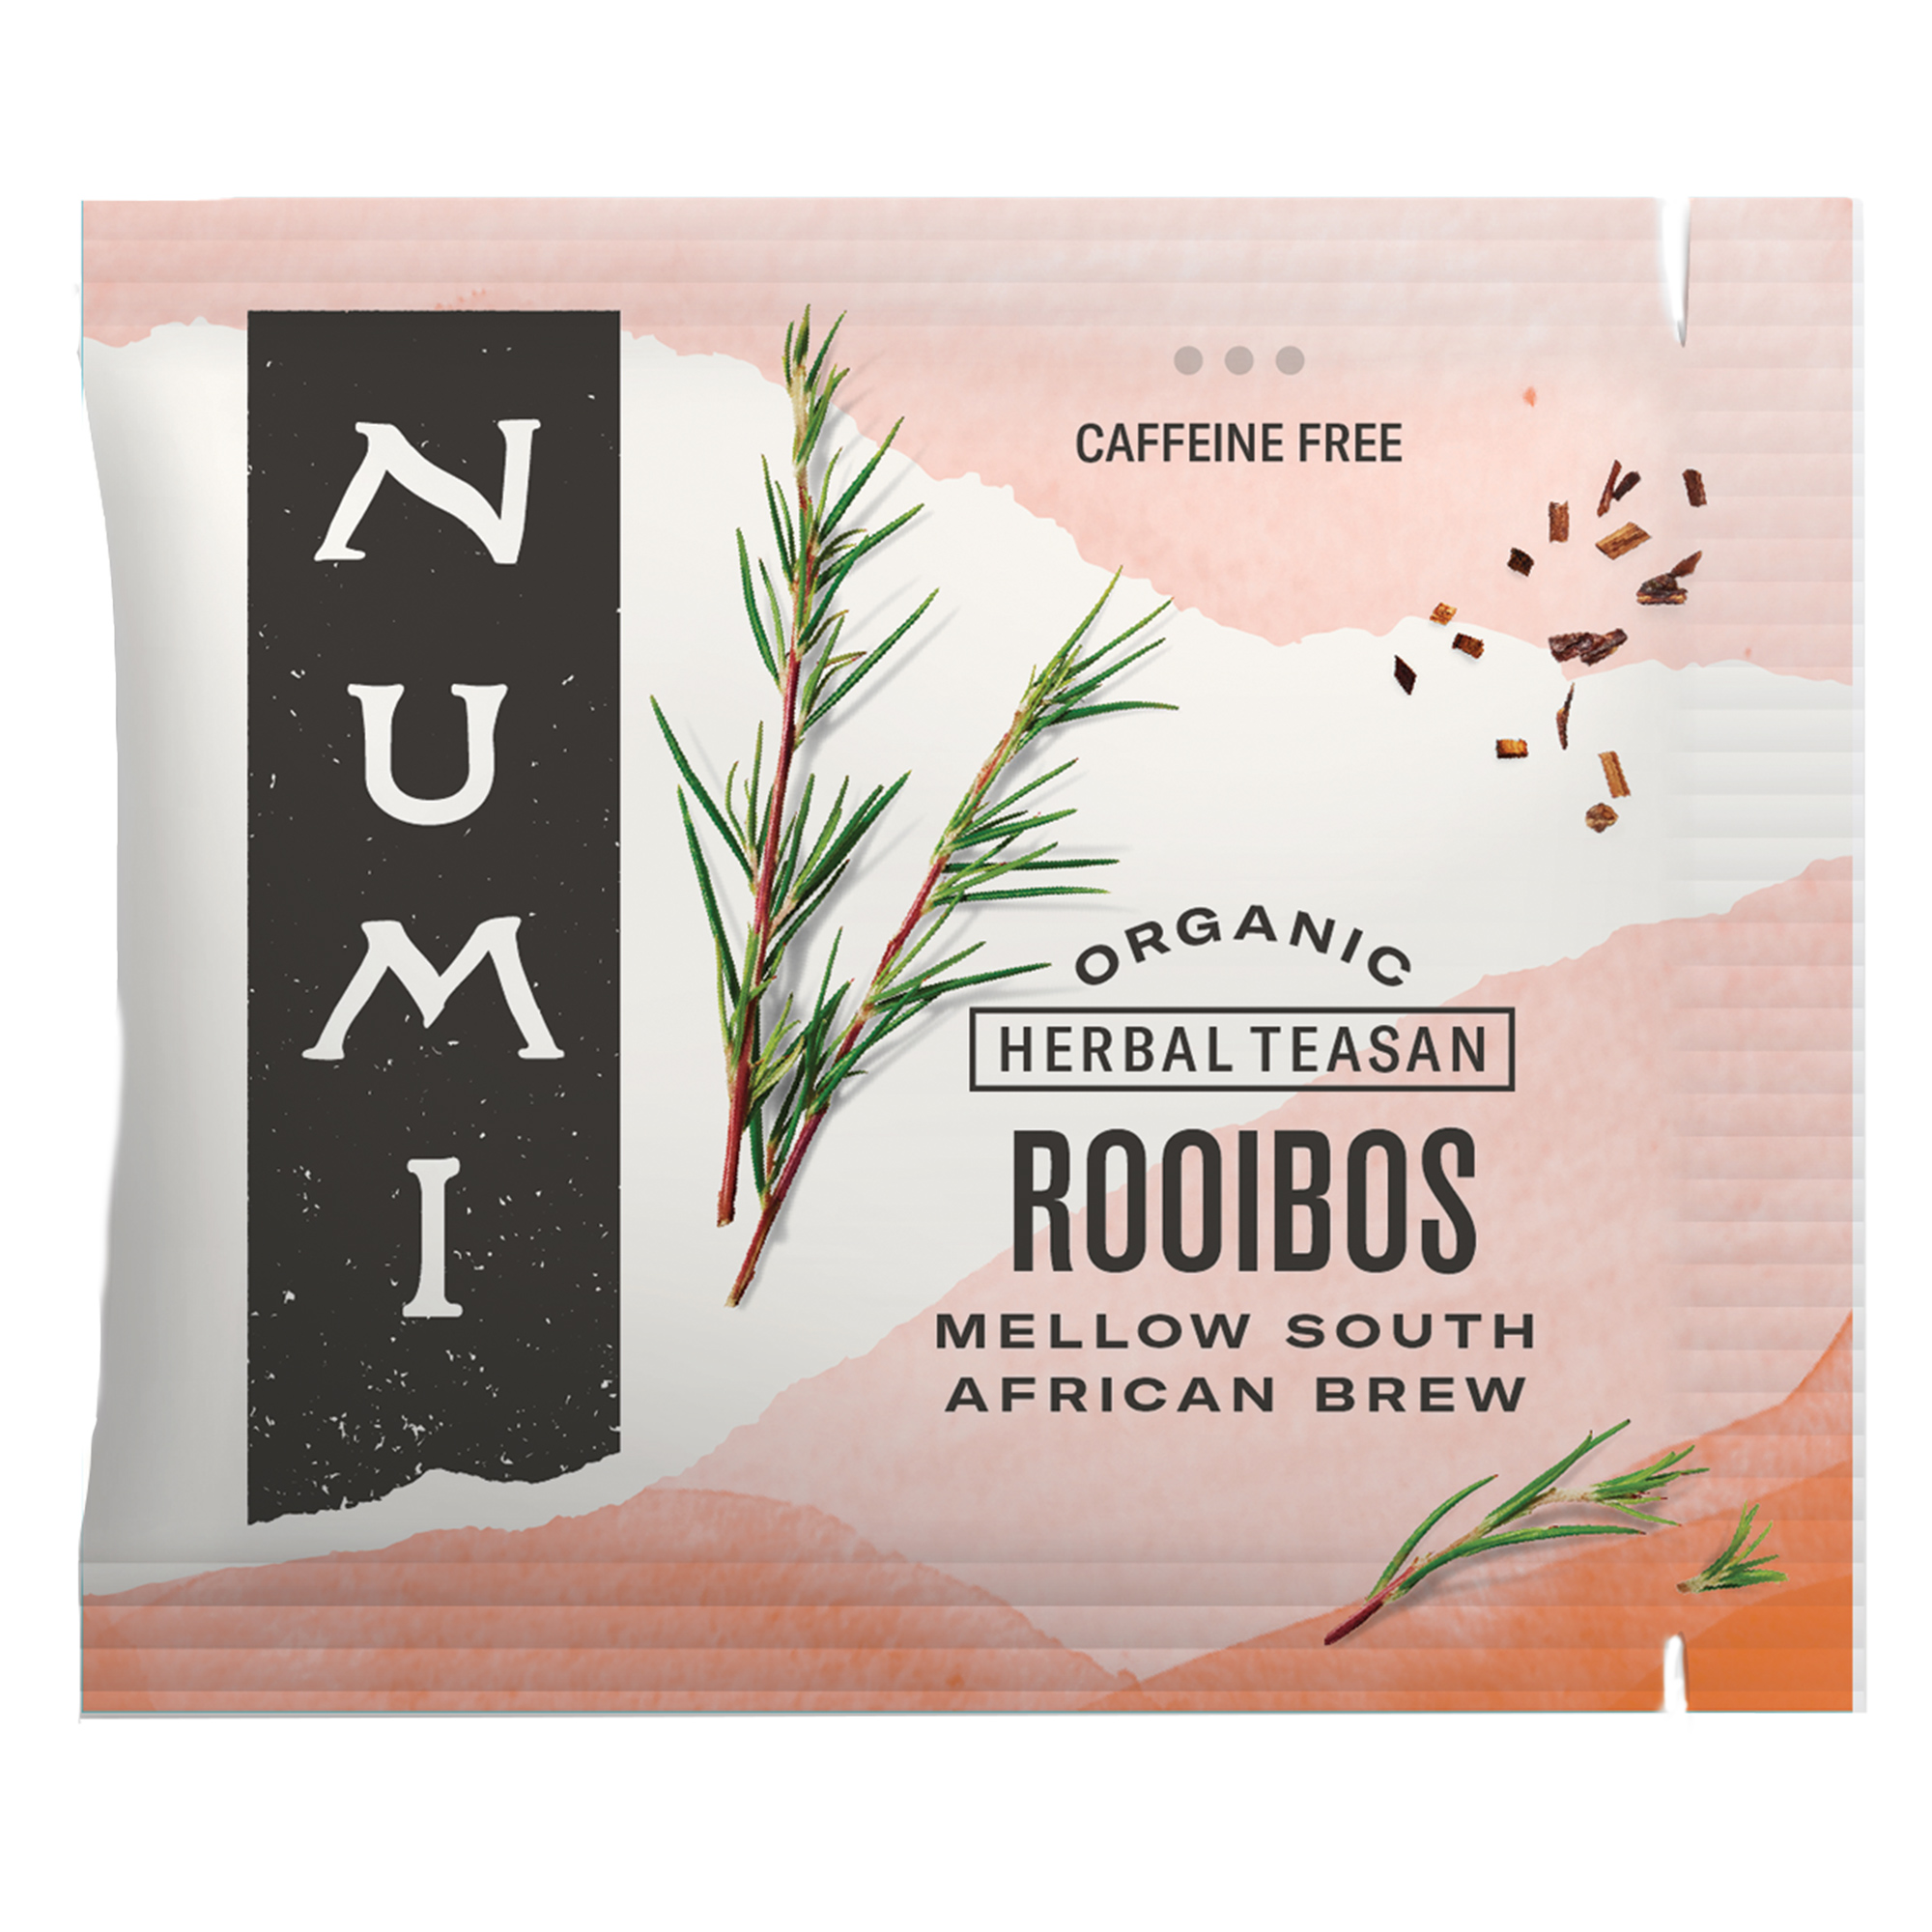 NUMI
CAFFEINE FREE
ORGANIC
HERBAL TEASAN
ROOIBOS
MELLOW SOUTH
AFRICAN BREW